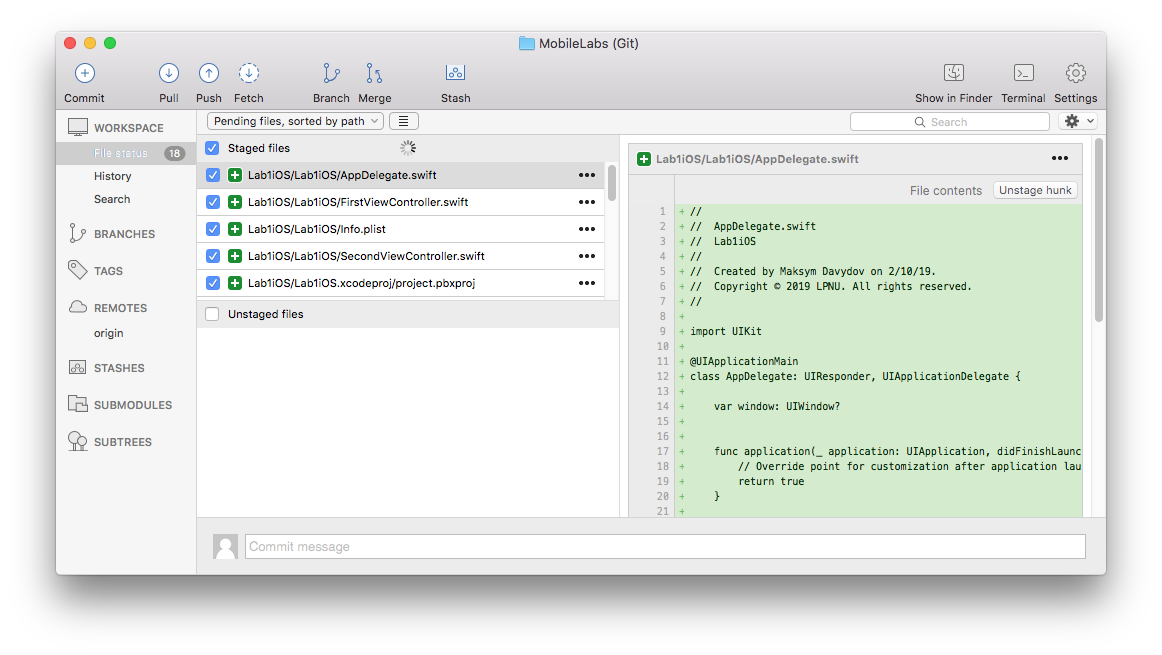 MobileLabs (Git)
Commit
Pull
Push
Fetch
Branch
Merge
Stash
Show in Finder
Terminal
Settings
WORKSPACE
File status 18
History
Search
BRANCHES
TAGS
REMOTES
origin
STASHES
SUBMODULES
SUBTREES
Pending files, sorted by path
Search
Staged files
Lab1iOS/Lab1iOS/AppDelegate.swift
Lab1iOS/Lab1iOS/FirstViewController.swift
Lab1iOS/Lab1iOS/Info.plist
Lab1iOS/Lab1iOS/SecondViewController.swift
Lab1iOS/Lab1iOS.xcodeproj/project.pbxproj
Unstaged files
Lab1iOS/Lab1iOS/AppDelegate.swift
File contents
Unstage hunk
1 + //
2 + //  AppDelegate.swift
3 + //  Lab1iOS
4 + //
5 + //  Created by Maksym Davydov on 2/10/19.
6 + //  Copyright © 2019 LPNU. All rights reserved.
7 + //
8 +
9 + import UIKit
10 +
11 + @UIApplicationMain
12 + class AppDelegate: UIResponder, UIApplicationDelegate {
13 +
14 +     var window: UIWindow?
15 +
16 +
17 +     func application(_ application: UIApplication, didFinishLaunc
18 +         // Override point for customization after application lau
19 +         return true
20 +     }
21 +
Commit message